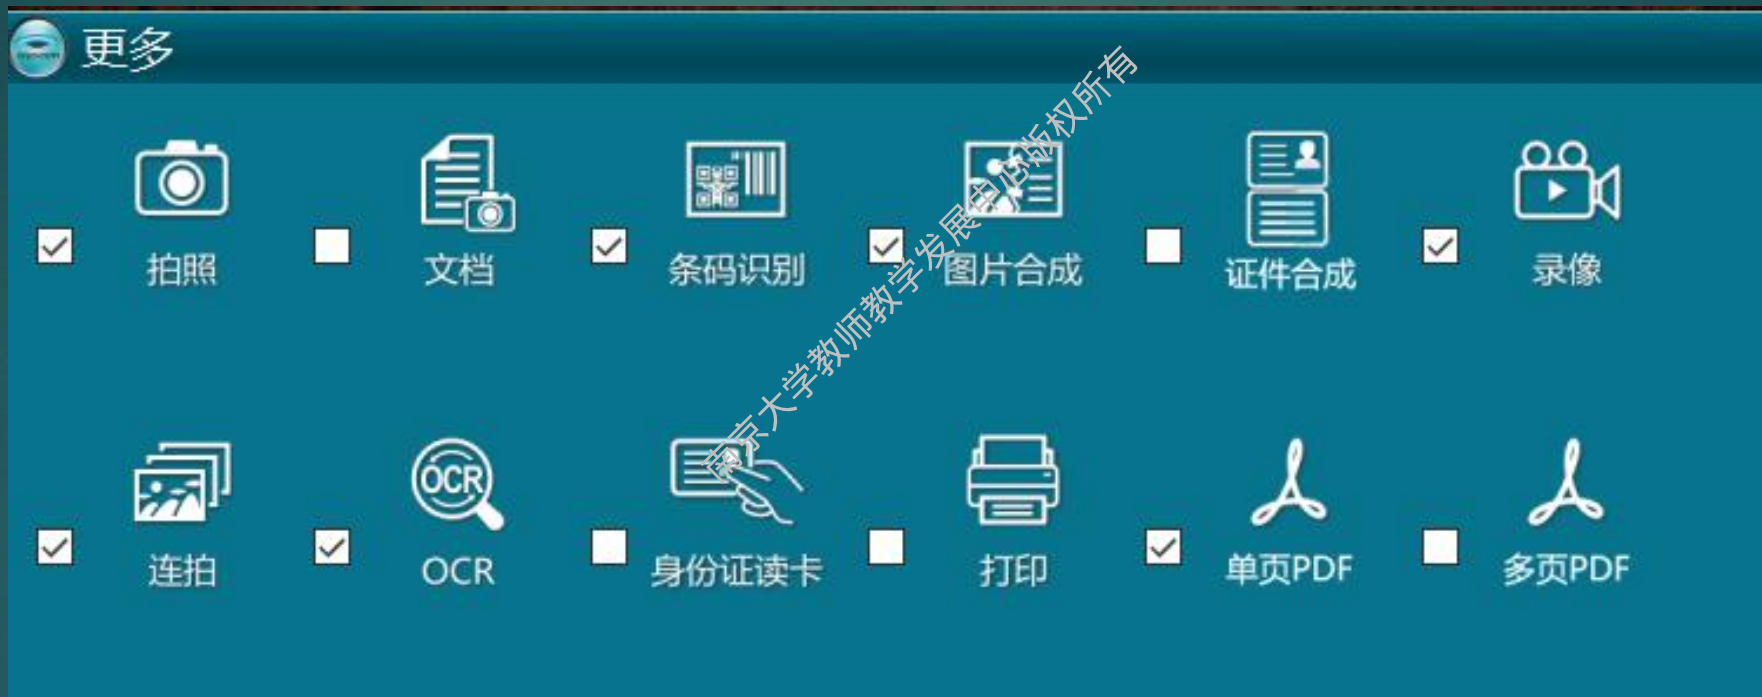 更多
拍照
文档
条码识别
图片合成
证件合成
录像
连拍
OCR
OCR
身份证读卡
打印
单页PDF
多页PDF
南京大学教师教学发展中心版权所有